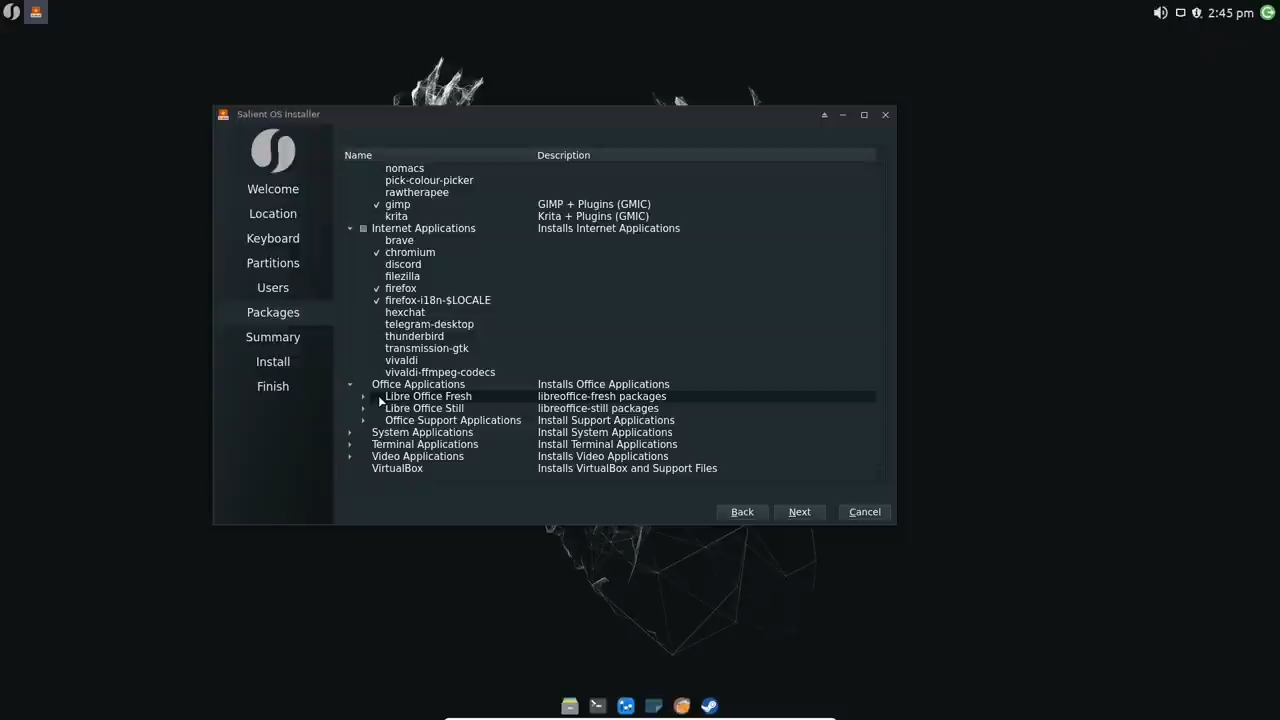 2:45 pm
Salient OS Installer
Welcome
Location
Keyboard
Partitions
Users
Packages
Summary
Install
Finish
Name Description
nomacs
pick-colour-picker
rawtherapee
gimp GIMP + Plugins (GMIC)
krita Krita + Plugins (GMIC)
Internet Applications Installs Internet Applications
brave
chromium
discord
filezilla
firefox
firefox-i18n-$LOCALE
hexchat
telegram-desktop
thunderbird
transmission-gtk
vivaldi
vivaldi-ffmpeg-codecs
Office Applications Installs Office Applications
Libre Office Fresh libreoffice-fresh packages
Libre Office Still libreoffice-still packages
Office Support Applications Install Support Applications
System Applications Install System Applications
Terminal Applications Install Terminal Applications
Video Applications Installs Video Applications
VirtualBox Installs VirtualBox and Support Files
Back Next Cancel